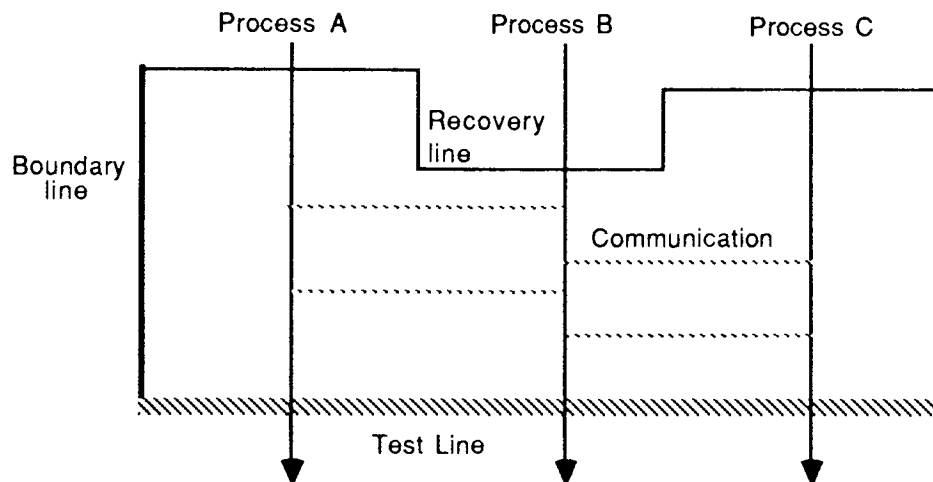 Process A
Process B
Process C
Recovery
line
Boundary
line
Communication
Test Line